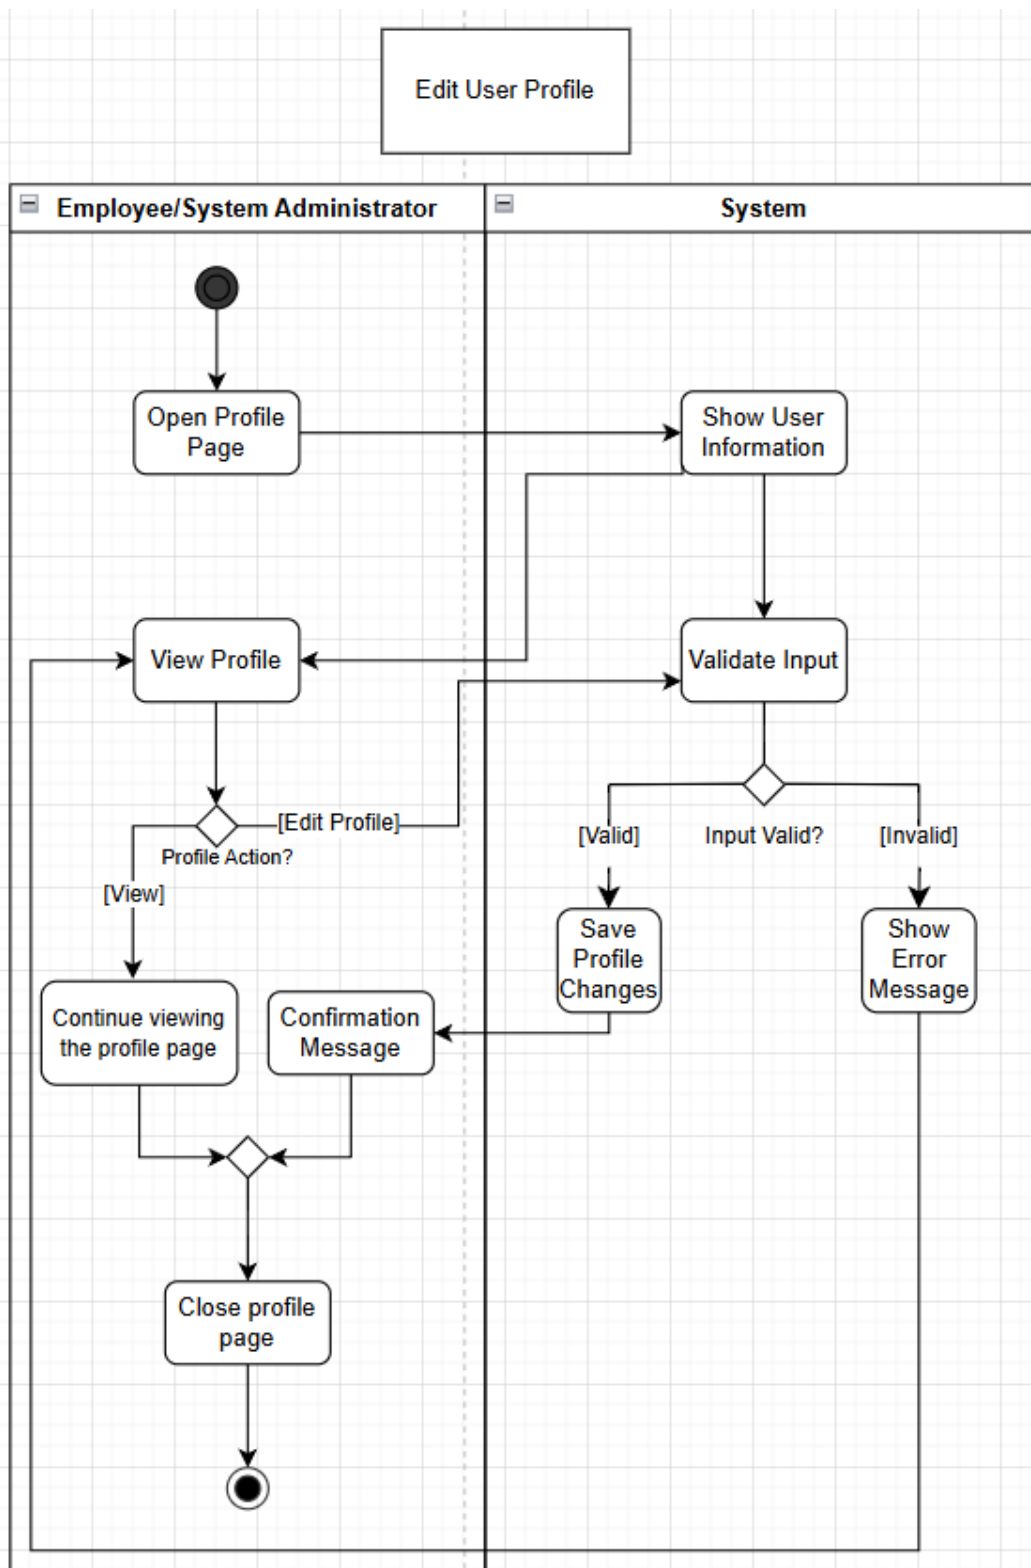 Edit User Profile
Employee/System Administrator
System
Open Profile
Page
Show User
Information
View Profile
Validate Input
[Edit Profile]
Profile Action?
[View]
[Valid]
Input Valid?
[Invalid]
Save
Profile
Changes
Show
Error
Message
Continue viewing
the profile page
Confirmation
Message
Close profile
page